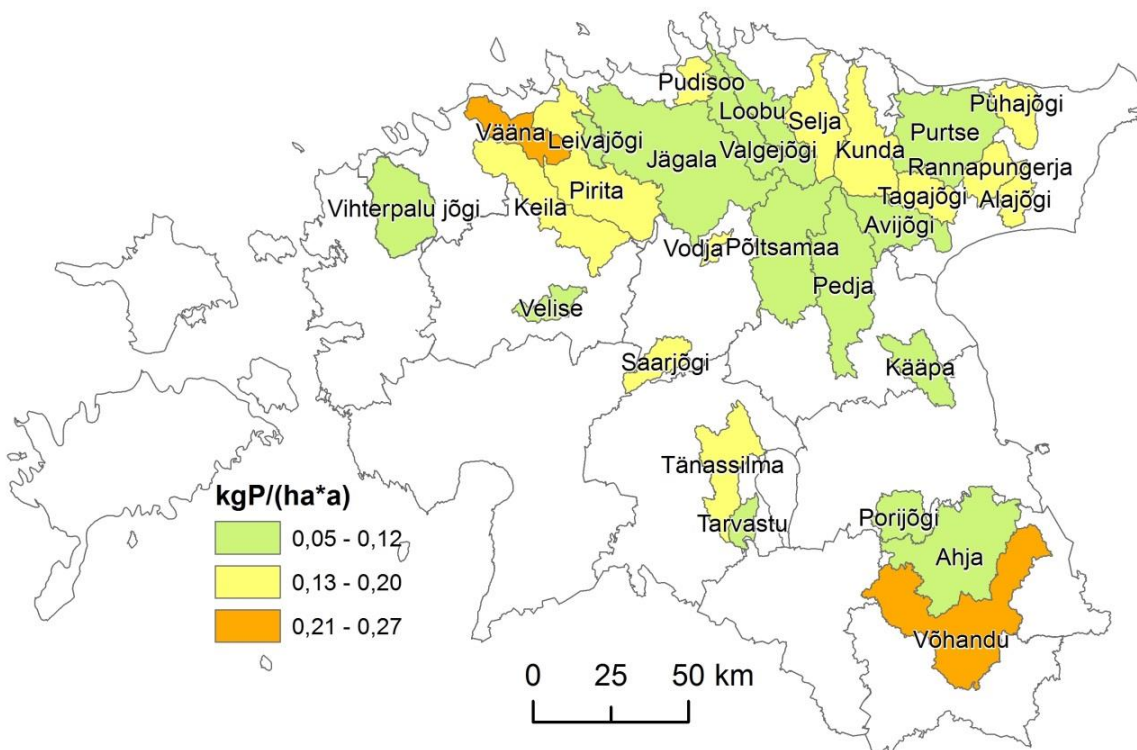 Pudisoo
Vääna
Leivajõgi
Loobu
Selja
Pühajõgi
Purtse
Jägala
Valgejõgi
Kunda
Rannapungerja
Vihterpalu jõgi
Keila
Pirita
Tagajõgi
Alajõgi
Avijõgi
Vodja
Põltsamaa
Pedja
Velise
Saarjõgi
Kääpa
Tänassilma
kgP/(ha*a)
0,05 - 0,12
0,13 - 0,20
0,21 - 0,27
Tarvastu
Porijõgi
Ahja
Võhandu
0 25 50 km